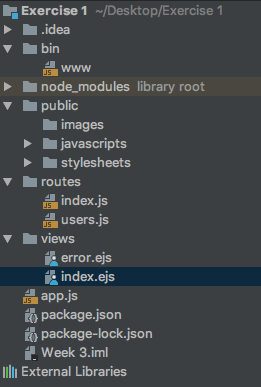 Exercise 1 ~/Desktop/Exercise 1
.idea
bin
www
node_modules library root
public
images
javascripts
stylesheets
routes
index.js
users.js
views
error.ejs
index.ejs
app.js
package.json
package-lock.json
Week 3.iml
External Libraries